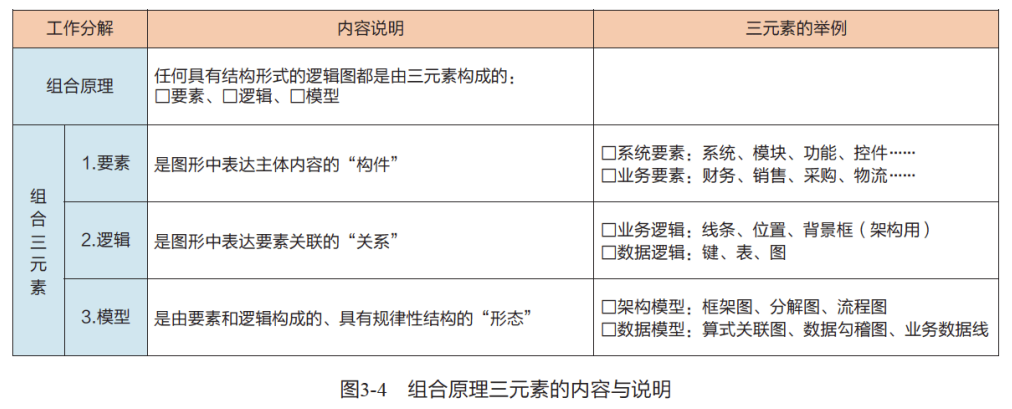 工作分解 内容说明 三元素的举例
组合原理
任何具有结构形式的逻辑图都是由三元素构成的：
□要素、□逻辑、□模型
组合三元素
1.要素
是图形中表达主体内容的“构件”
□系统要素：系统、模块、功能、控件……
□业务要素：财务、销售、采购、物流……
2.逻辑
是图形中表达要素关联的“关系”
□业务逻辑：线条、位置、背景框（架构用）
□数据逻辑：键、表、图
3.模型
是由要素和逻辑构成的、具有规律性结构的“形态”
□架构模型：框架图、分解图、流程图
□数据模型：算式关联图、数据勾稽图、业务数据线
图3-4 组合原理三元素的内容与说明